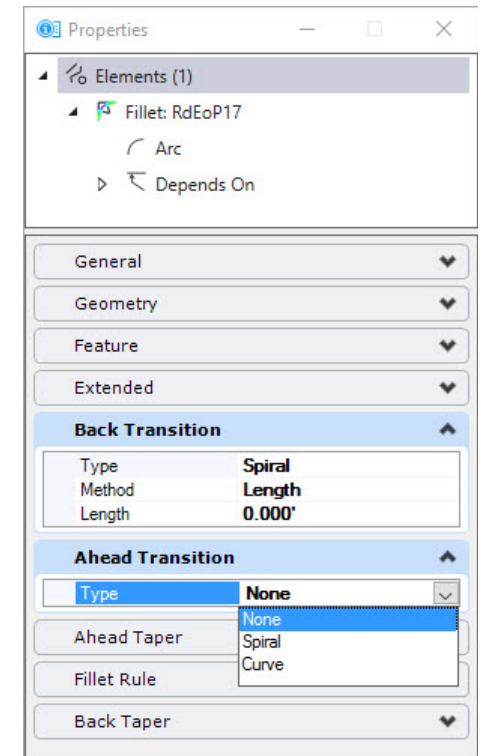 Properties
Elements (1)
Fillet: RdEoP17
Arc
Depends On
General
Geometry
Feature
Extended
Back Transition
Type Spiral
Method Length
Length 0.000'
Ahead Transition
Type None
None
Spiral
Curve
Ahead Taper
Fillet Rule
Back Taper